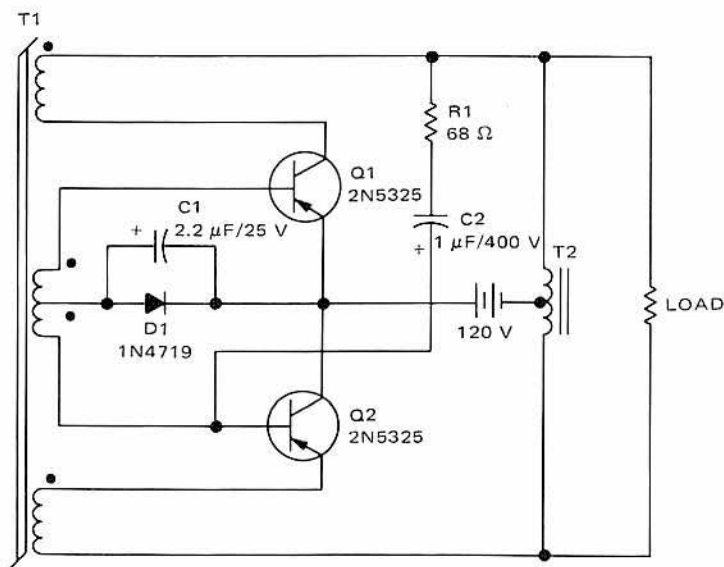 T1
R1
68 Ω
Q1
2N5325
C1
+ 2.2 μF/25 V
C2
1 μF/400 V
+
T2
D1
1N4719
120 V
LOAD
Q2
2N5325